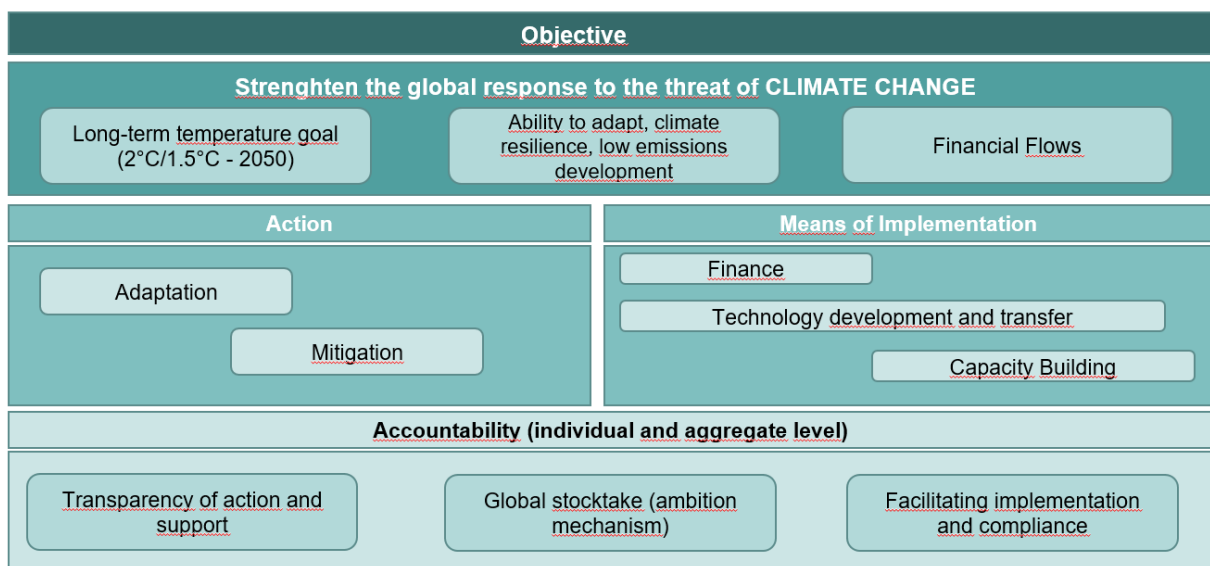 Objective
Strenghten the global response to the threat of CLIMATE CHANGE
Long-term temperature goal
(2°C/1.5°C - 2050)
Ability to adapt, climate
resilience, low emissions
development
Financial Flows
Action
Adaptation
Mitigation
Means of Implementation
Finance
Technology development and transfer
Capacity Building
Accountability (individual and aggregate level)
Transparency of action and
support
Global stocktake (ambition
mechanism)
Facilitating implementation
and compliance